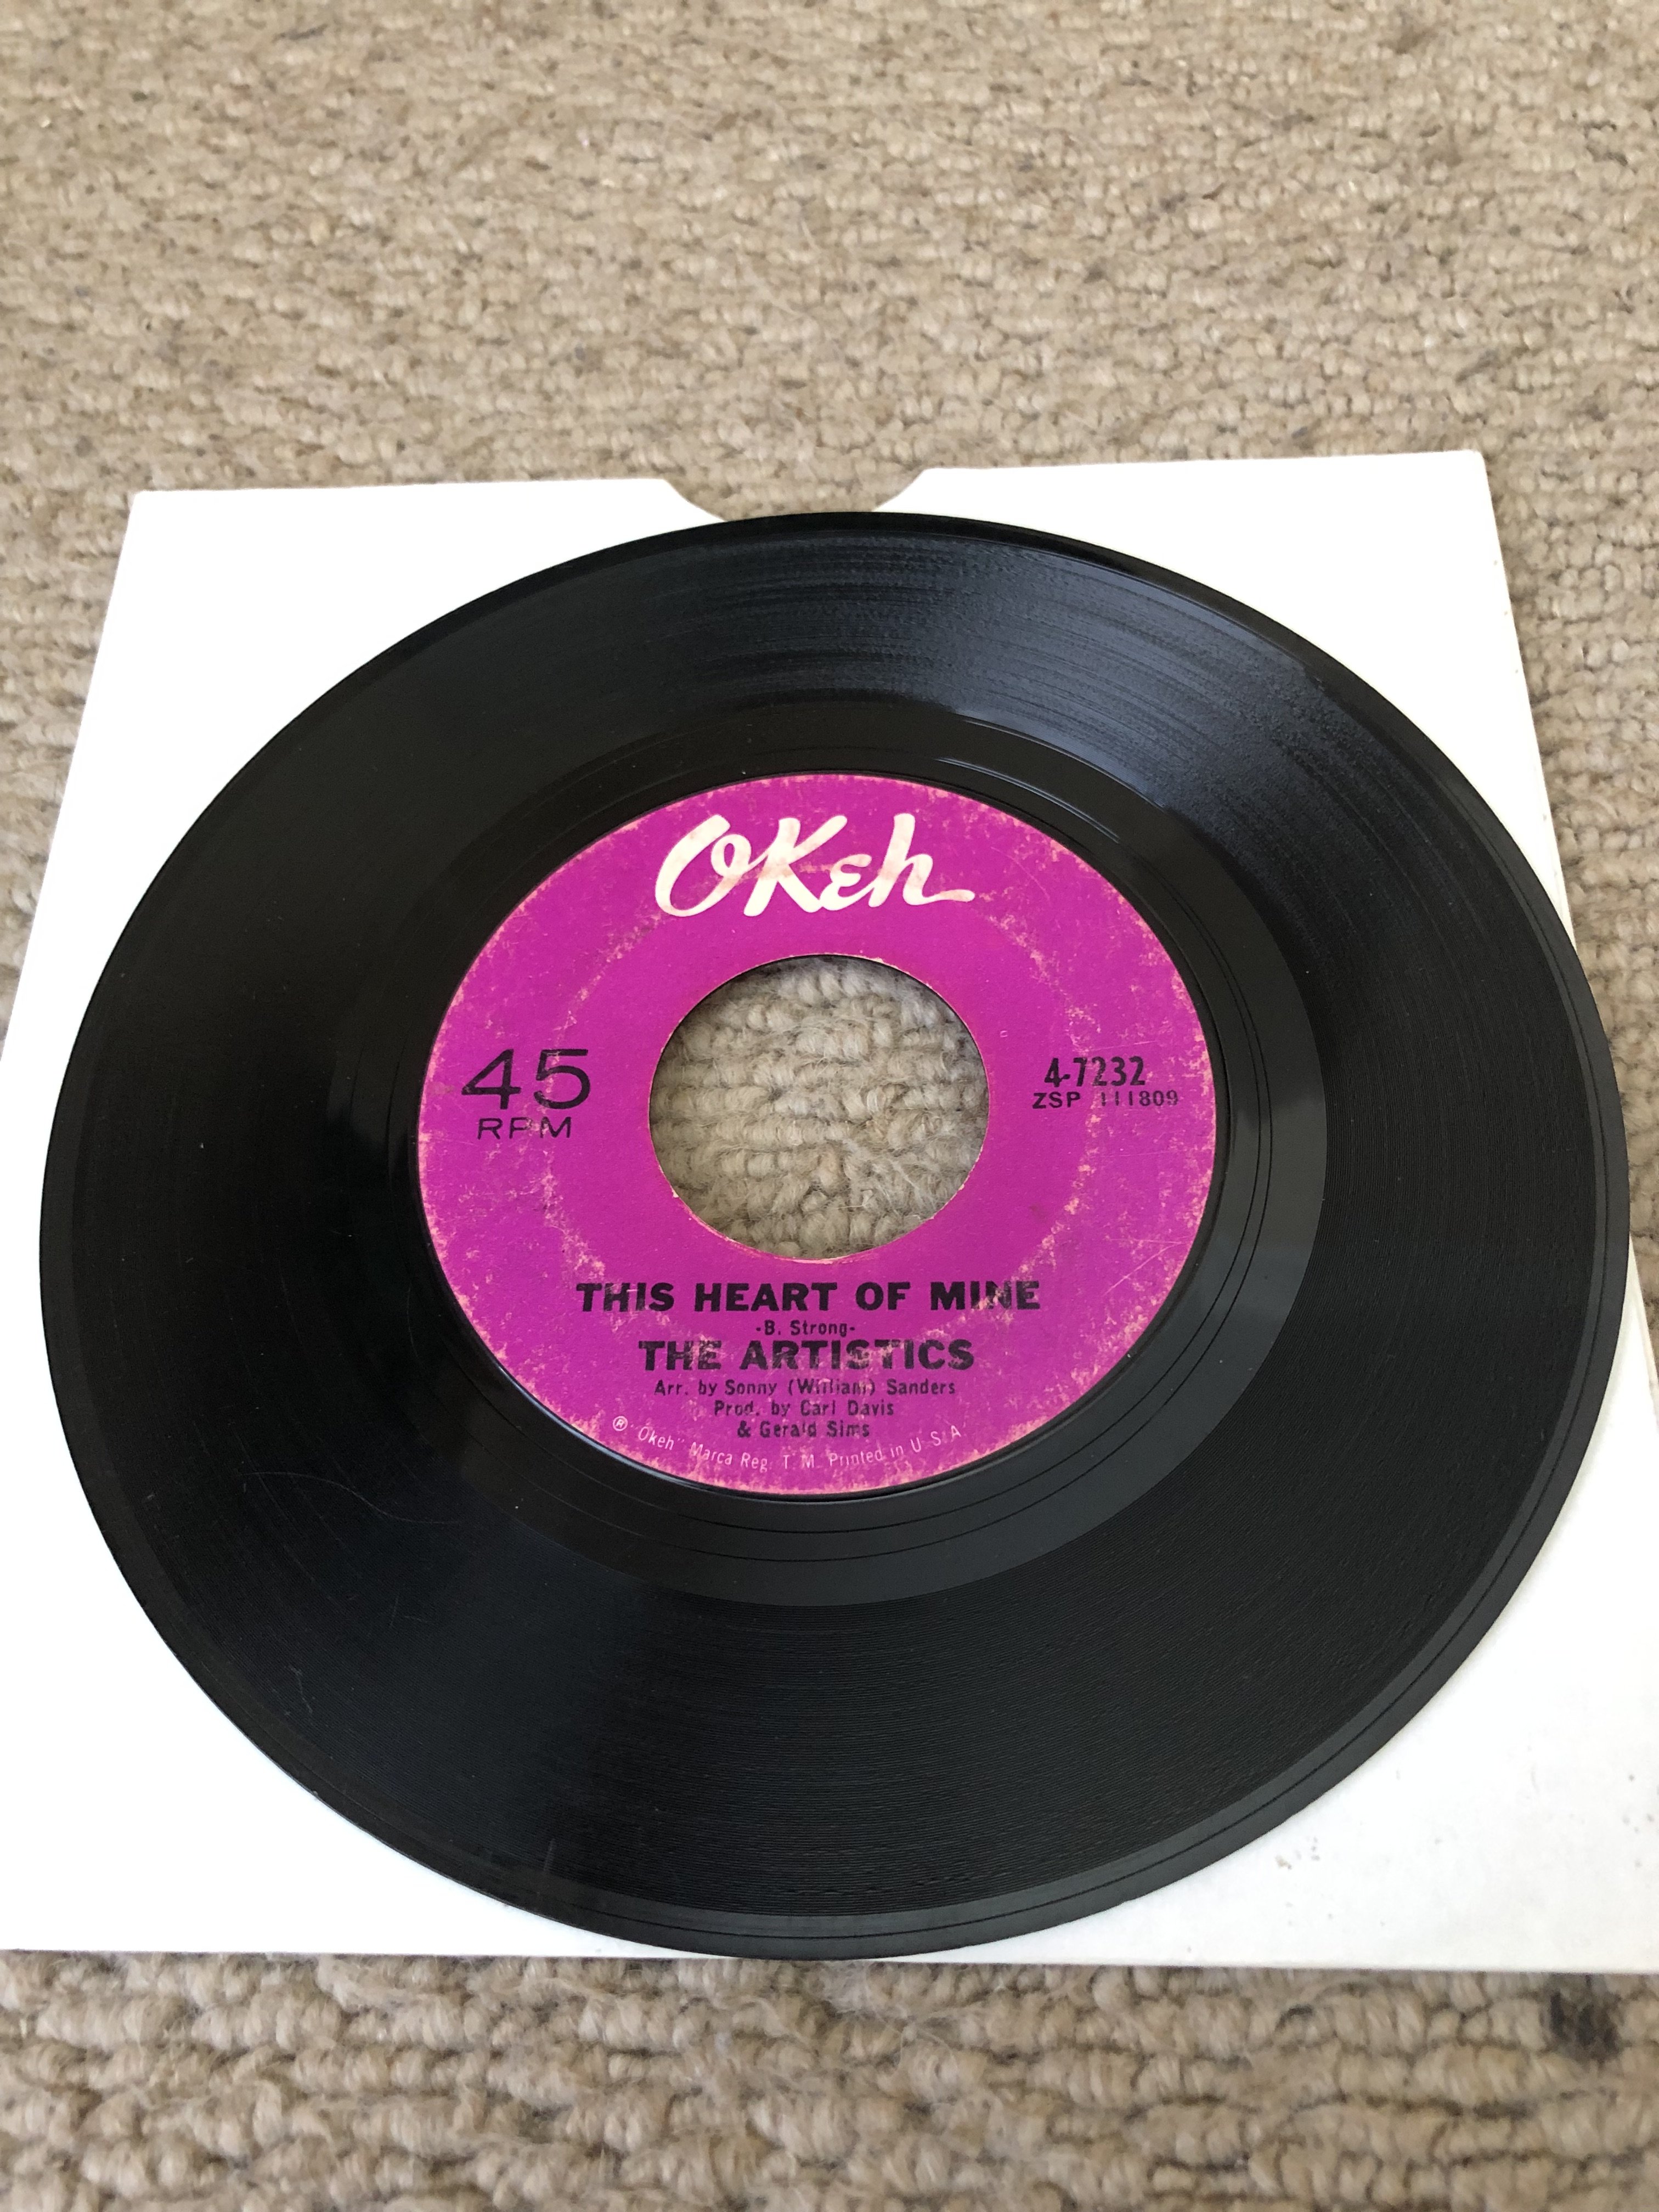 OKeh
45
RPM
4-7232
ZSP 111809
THIS HEART OF MINE
-B. Strong-
THE ARTISTICS
Arr. by Sonny (William) Sanders
Prod. by Carl Davis
& Gerald Sims
® "Okeh" Marca Reg. T. M. Printed in U.S.A.